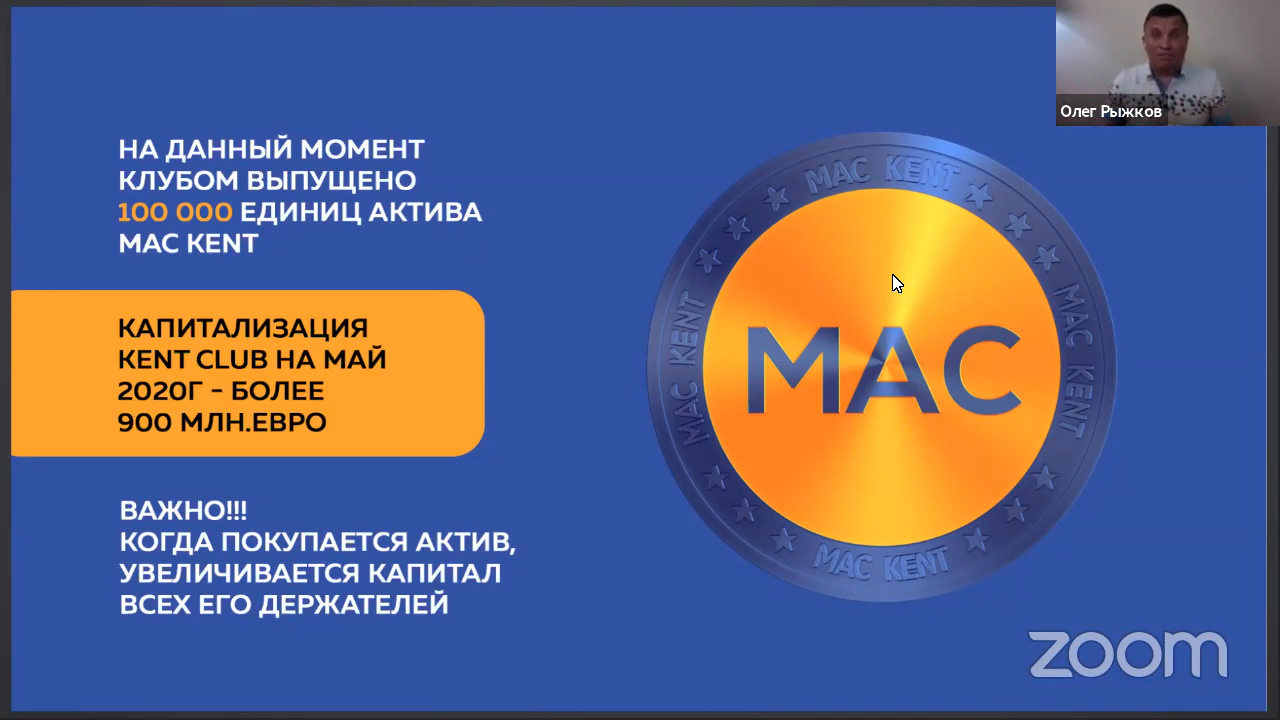 Олег Рыжков
НА ДАННЫЙ МОМЕНТ
КЛУБОМ ВЫПУЩЕНО
100 000 ЕДИНИЦ АКТИВА
MAC KENT
КАПИТАЛИЗАЦИЯ
KENT CLUB НА МАЙ
2020Г - БОЛЕЕ
900 МЛН.ЕВРО
ВАЖНО!!!
КОГДА ПОКУПАЕТСЯ АКТИВ,
УВЕЛИЧИВАЕТСЯ КАПИТАЛ
ВСЕХ ЕГО ДЕРЖАТЕЛЕЙ
MAC KENT
MAC KENT
MAC
MAC KENT
MAC KENT
zoom